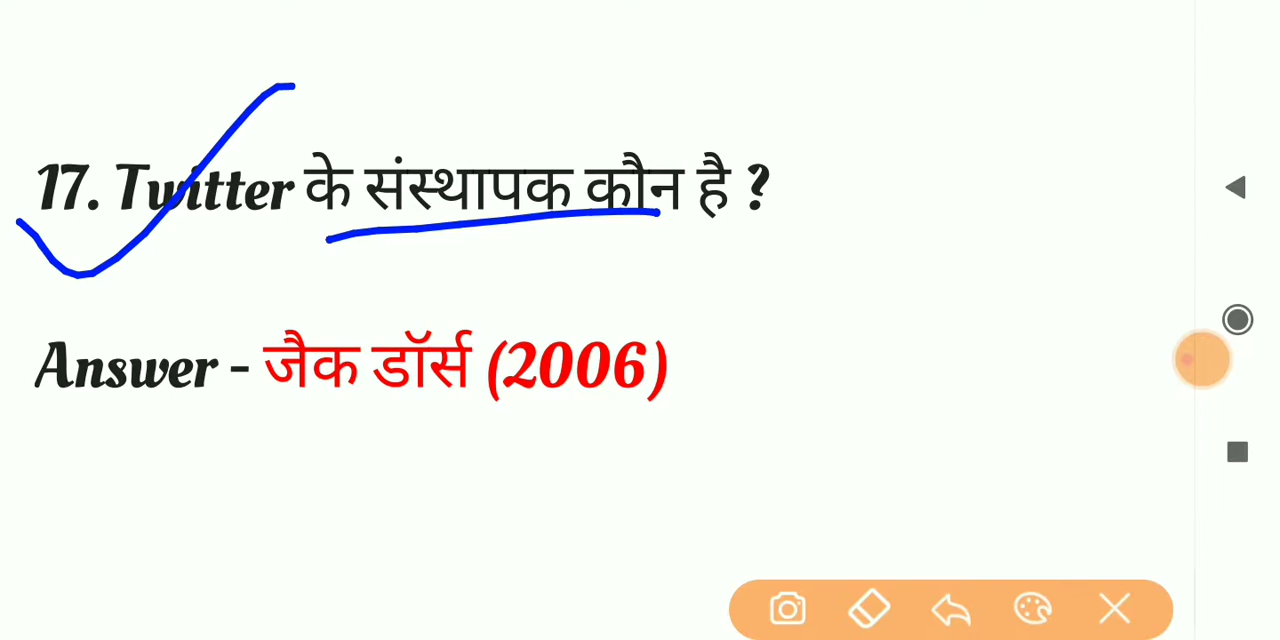 17. Twitter के संस्थापक कौन है ?
Answer - जैक डॉर्स (2006)